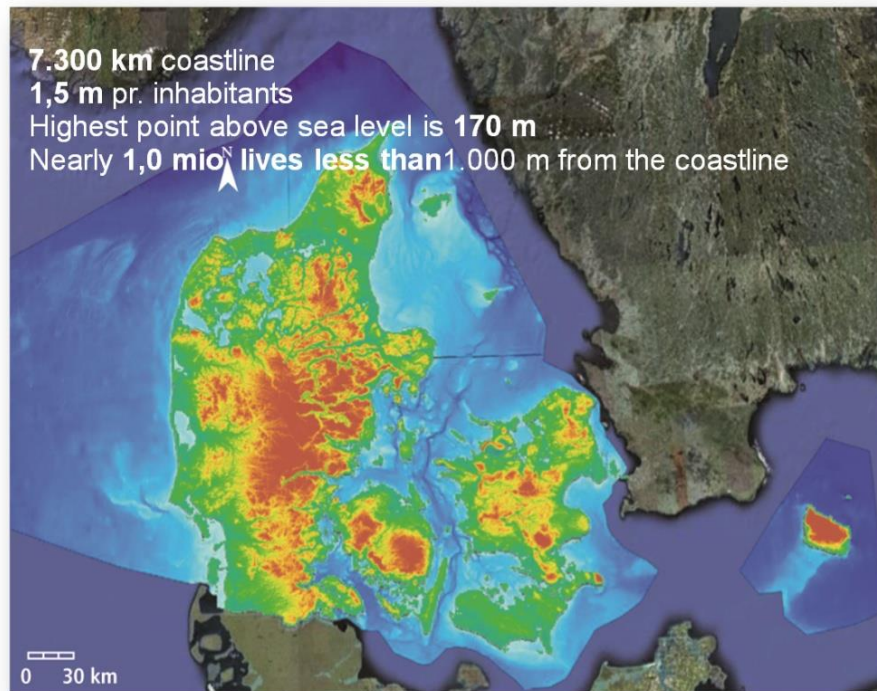 7.300 km coastline
1,5 m pr. inhabitants
Highest point above sea level is 170 m
Nearly 1,0 mio lives less than1.000 m from the coastline
N
0 30 km